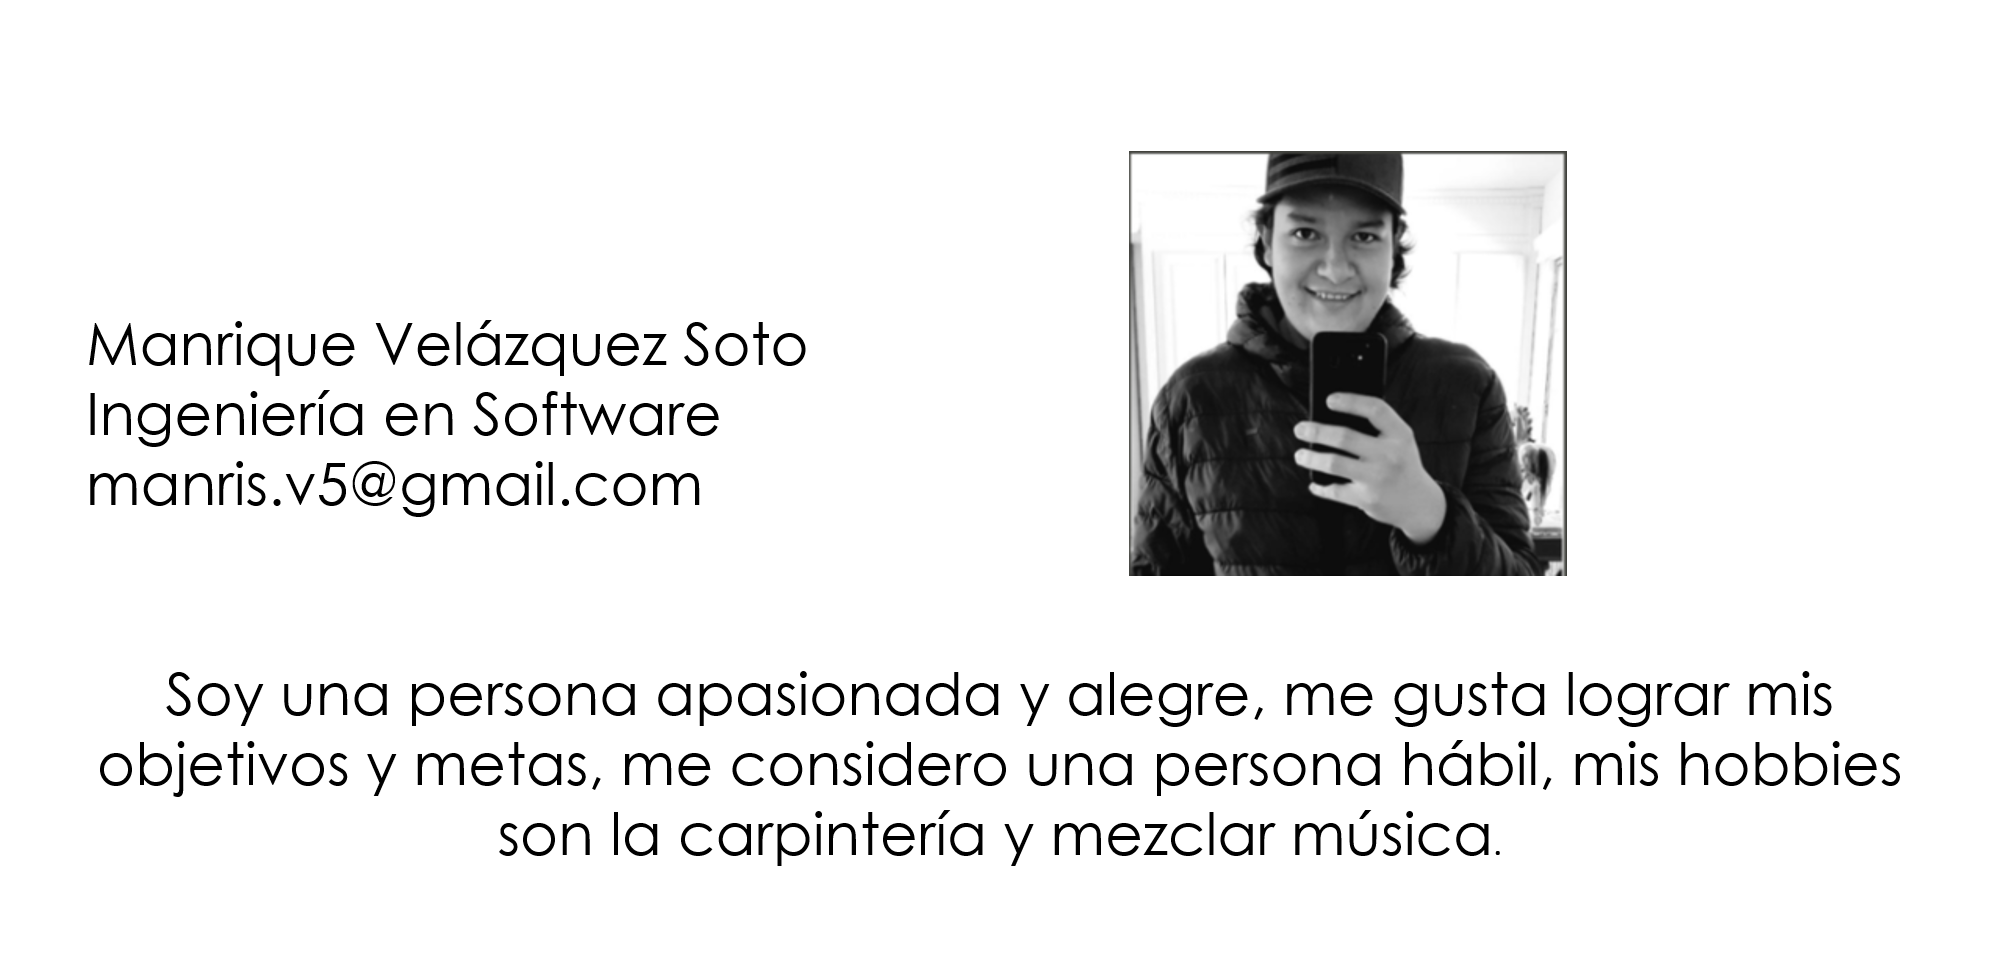 Manrique Velázquez Soto
Ingeniería en Software
manris.v5@gmail.com
Soy una persona apasionada y alegre, me gusta lograr mis
objetivos y metas, me considero una persona hábil, mis hobbies
son la carpintería y mezclar música.